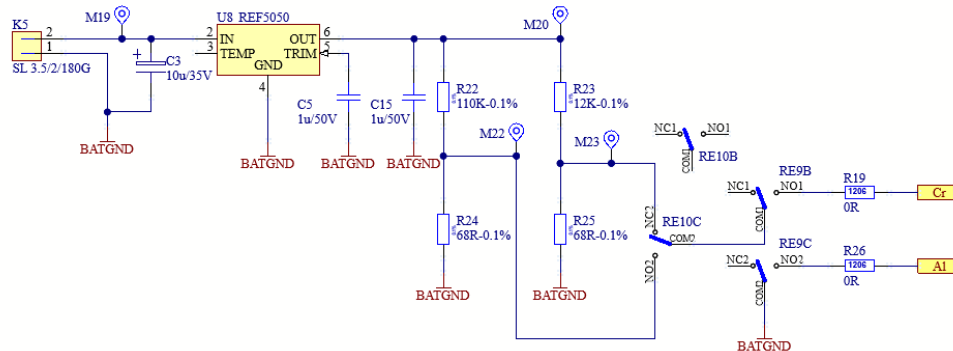 K5
2
1
SL 3.5/2/180G
M19
C3
10u/35V
+
BATGND
U8 REF5050
2
IN
3
TEMP
GND
4
OUT
6
TRIM
5
BATGND
C5
1u/50V
BATGND
C15
1u/50V
BATGND
M20
R22
110K-0.1%
R23
12K-0.1%
M22
M23
R24
68R-0.1%
BATGND
R25
68R-0.1%
BATGND
NC2
RE10C
COM2
NO2
NC1
NO1
COM1
RE10B
RE9B
NC1
NO1
COM1
R19
1206
0R
Cr
RE9C
NC2
NO2
R26
1206
0R
Al
BATGND